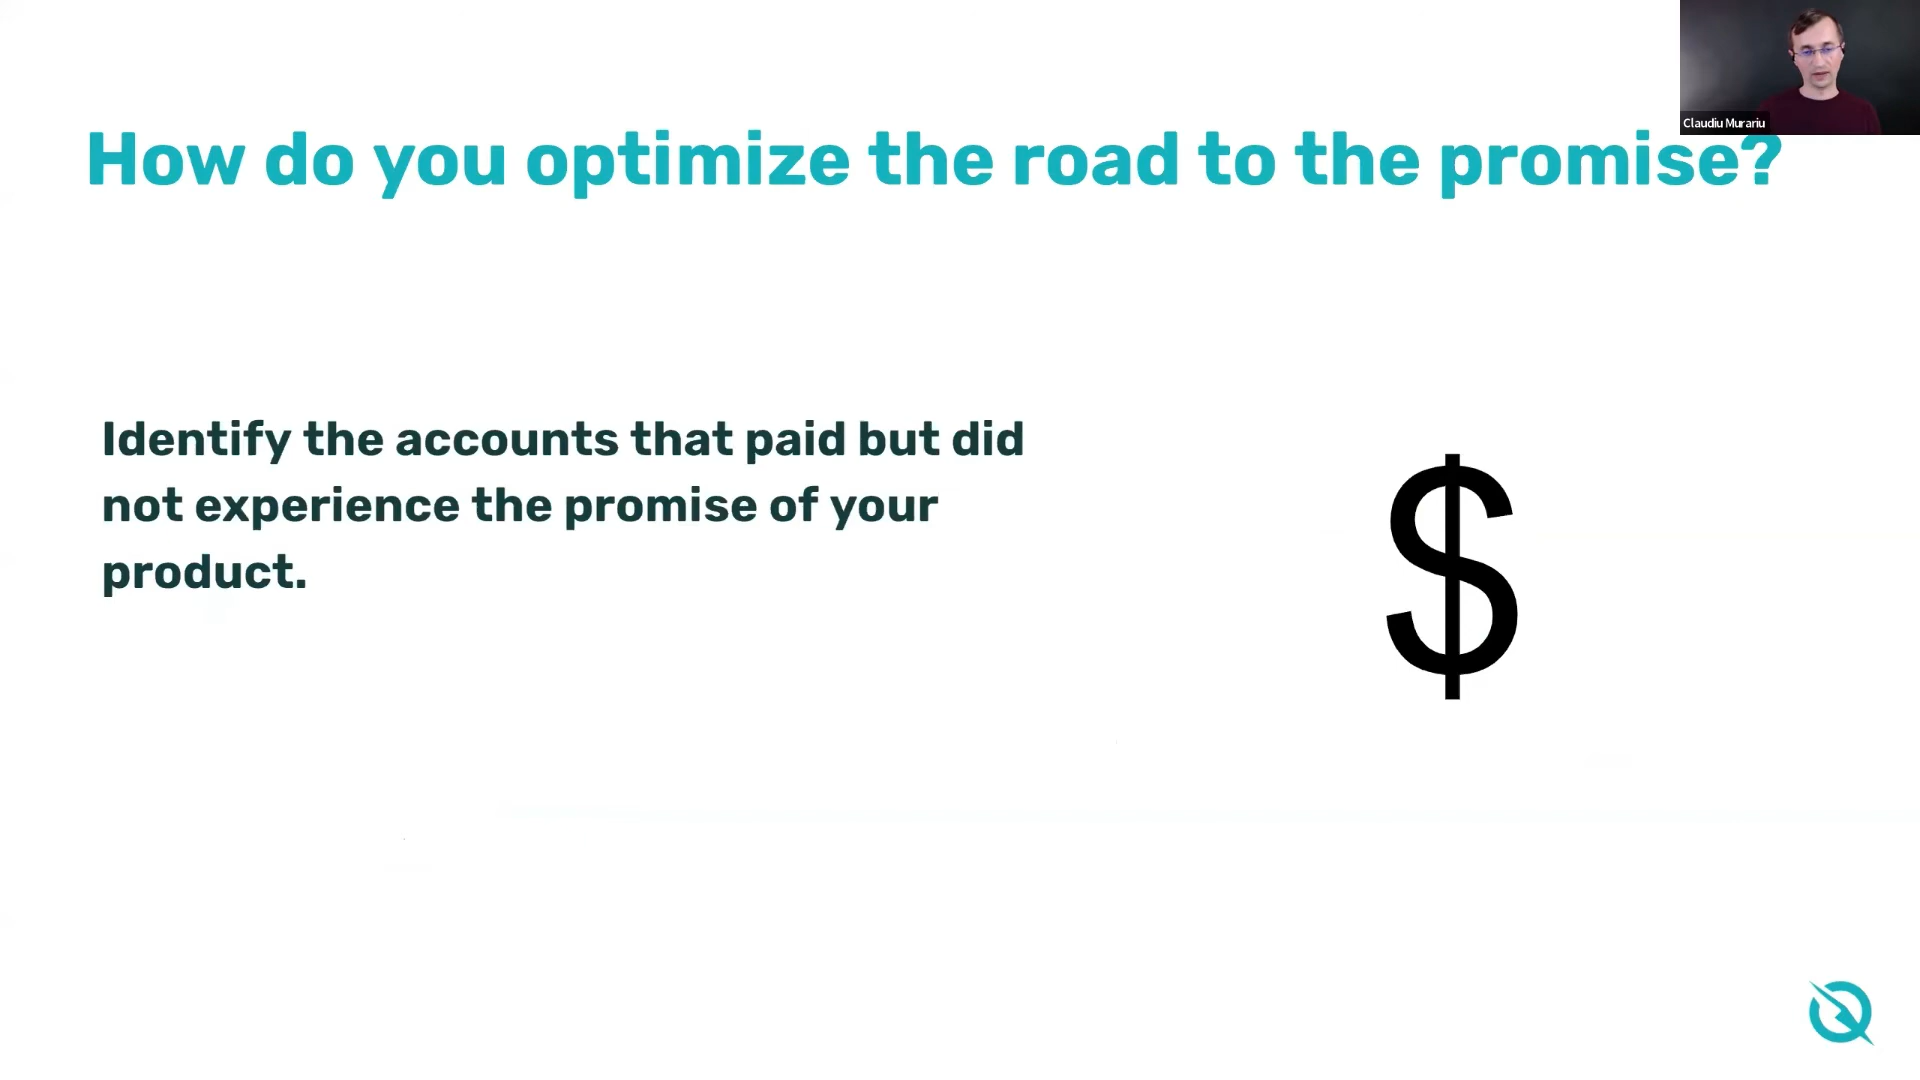 Claudiu Murariu
How do you optimize the road to the promise?
Identify the accounts that paid but did
not experience the promise of your
product.
$